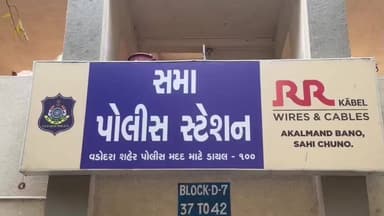 સમા
પોલીસ સ્ટેશન
વડોદરા શહેર પોલીસ મદદ માટે ડાયલ - ૧૦૦
RR KĀBEL
WIRES & CABLES
AKALMAND BANO,
SAHI CHUNO.
BLOCK-D-7
37 TO 42